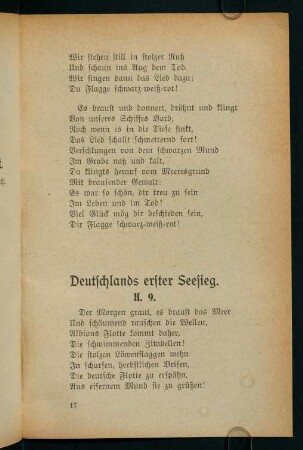 Wir stehen still in stolzer Ruh
Und schaun ins Aug dem Tod.
Wir singen dann das Lied dazu:
Du Flagge schwarz-weiß-rot!
Es braust und donnert, dröhnt und klingt
Von unseres Schiffes Bord,
Noch wenn es in die Tiefe sinkt,
Das Lied schallt schmetternd fort!
Verschlungen von dem schwarzen Mund
Im Grabe naß und kalt,
Da klingts herauf vom Meeresgrund
Mit brausender Gewalt:
Es war so schön, dir treu zu sein
Im Leben und im Tod!
Viel Glück mög dir beschieden sein,
Dir Flagge schwarz-weiß-rot!
Deutschlands erster Seesieg.
U. 9.
Der Morgen graut, es braust das Meer
Und schäumend rauschen die Wellen,
Albions Flotte kommt daher,
Die schwimmenden Zitadellen!
Die stolzen Löwenflaggen wehn
In scharfen, herbstlichen Brisen,
Die deutsche Flotte zu erspähn,
Aus eisernem Mund sie zu grüßen!
17